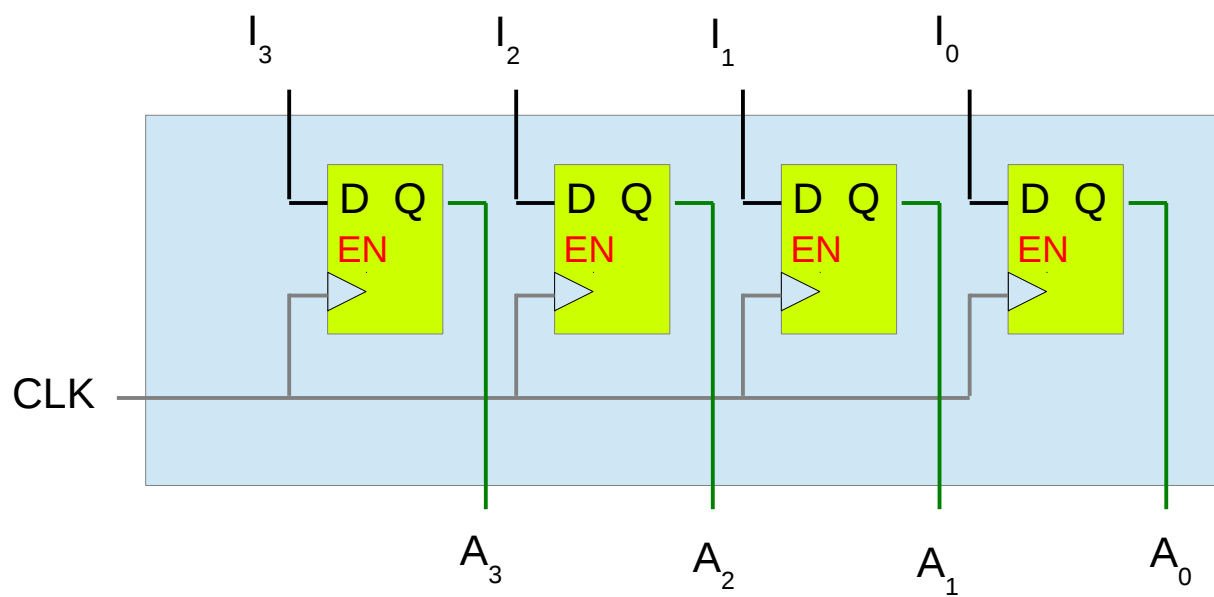 I3 I2 I1 I0
D Q D Q D Q D Q
EN EN EN EN
CLK
A3 A2 A1 A0